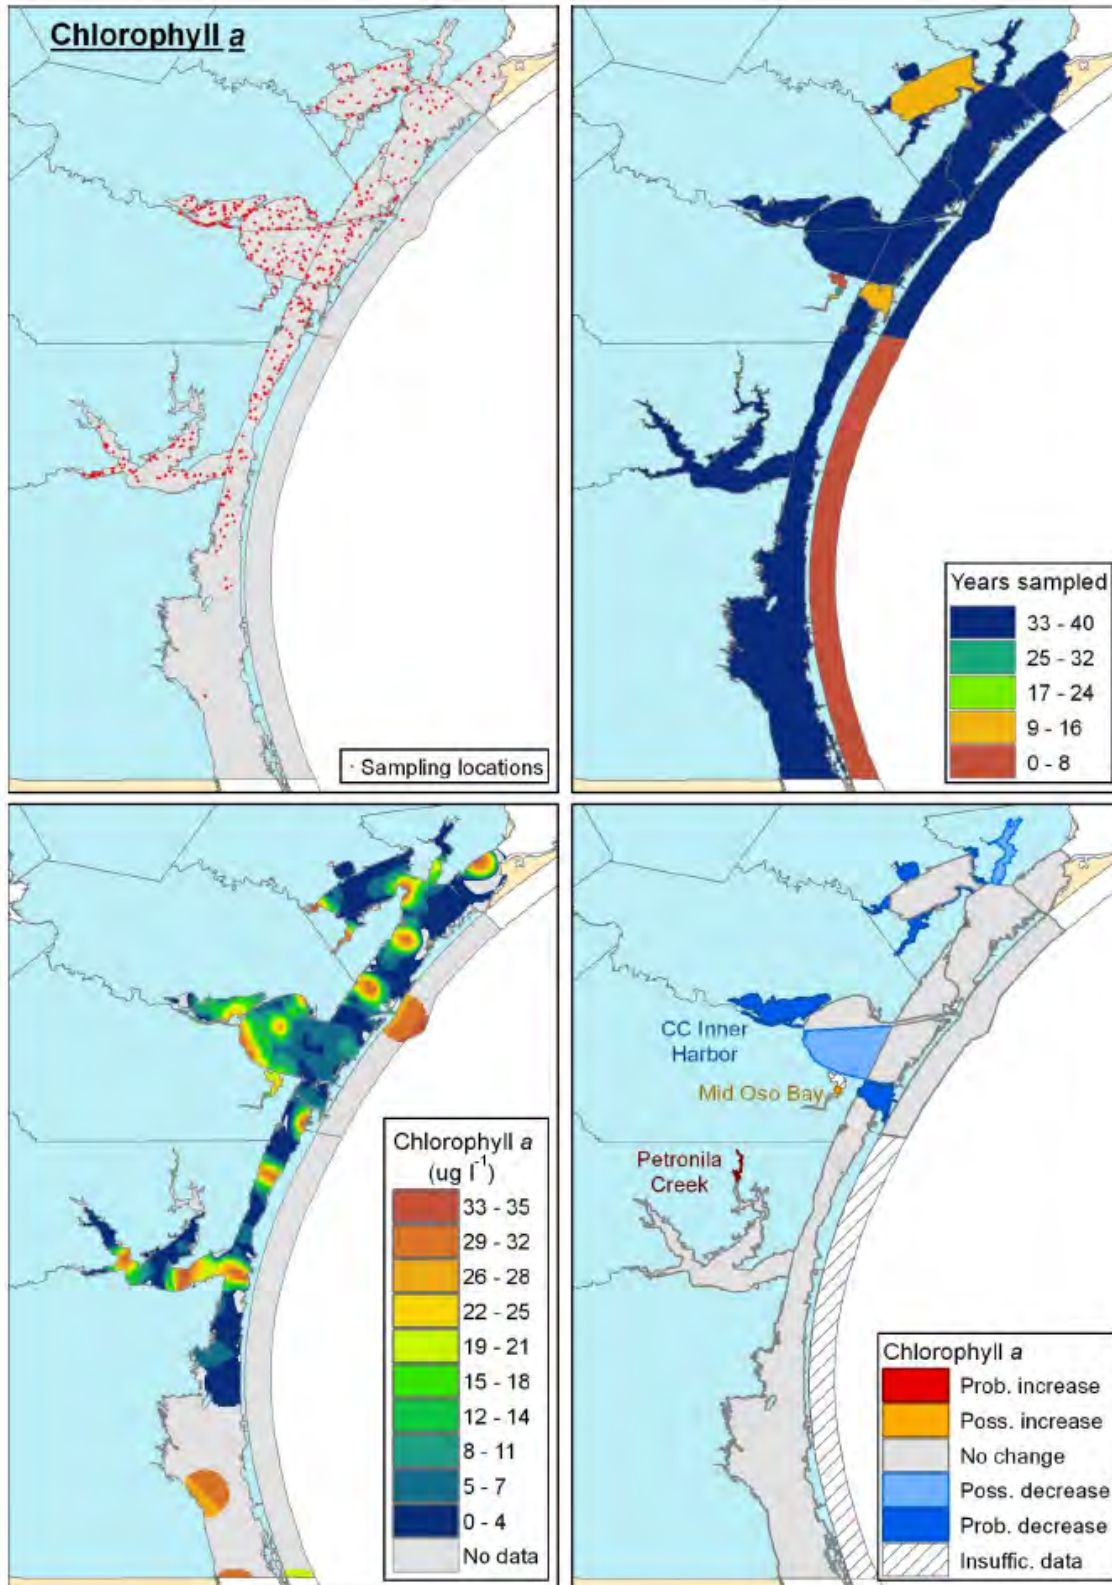 Chlorophyll a
· Sampling locations
Years sampled
33 - 40
25 - 32
17 - 24
9 - 16
0 - 8
Chlorophyll a
(ug l⁻¹)
33 - 35
29 - 32
26 - 28
22 - 25
19 - 21
15 - 18
12 - 14
8 - 11
5 - 7
0 - 4
No data
CC Inner
Harbor
Mid Oso Bay
Petronila
Creek
Chlorophyll a
Prob. increase
Poss. increase
No change
Poss. decrease
Prob. decrease
Insuffic. data